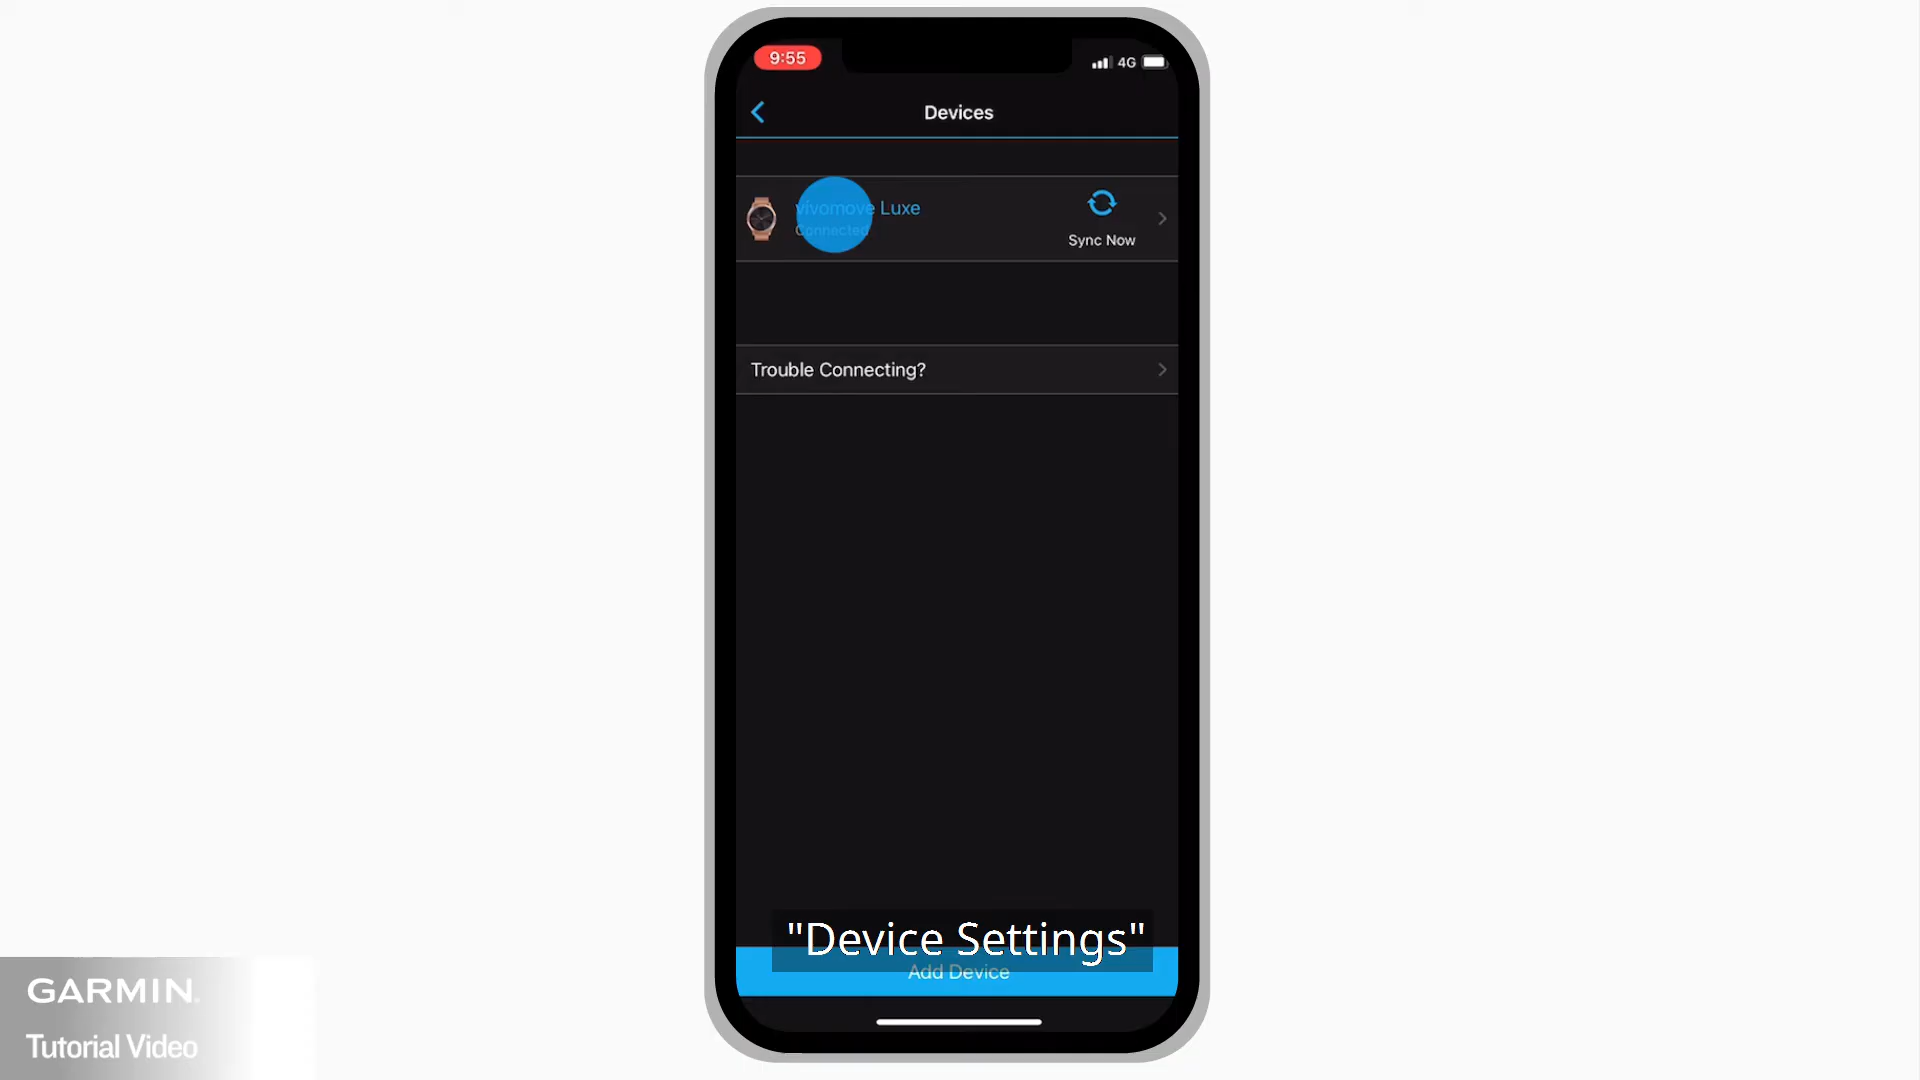 9:55
4G
Devices
vivomove Luxe
Connected
Sync Now
Trouble Connecting?
"Device Settings"
Add Device
GARMIN.
Tutorial Video